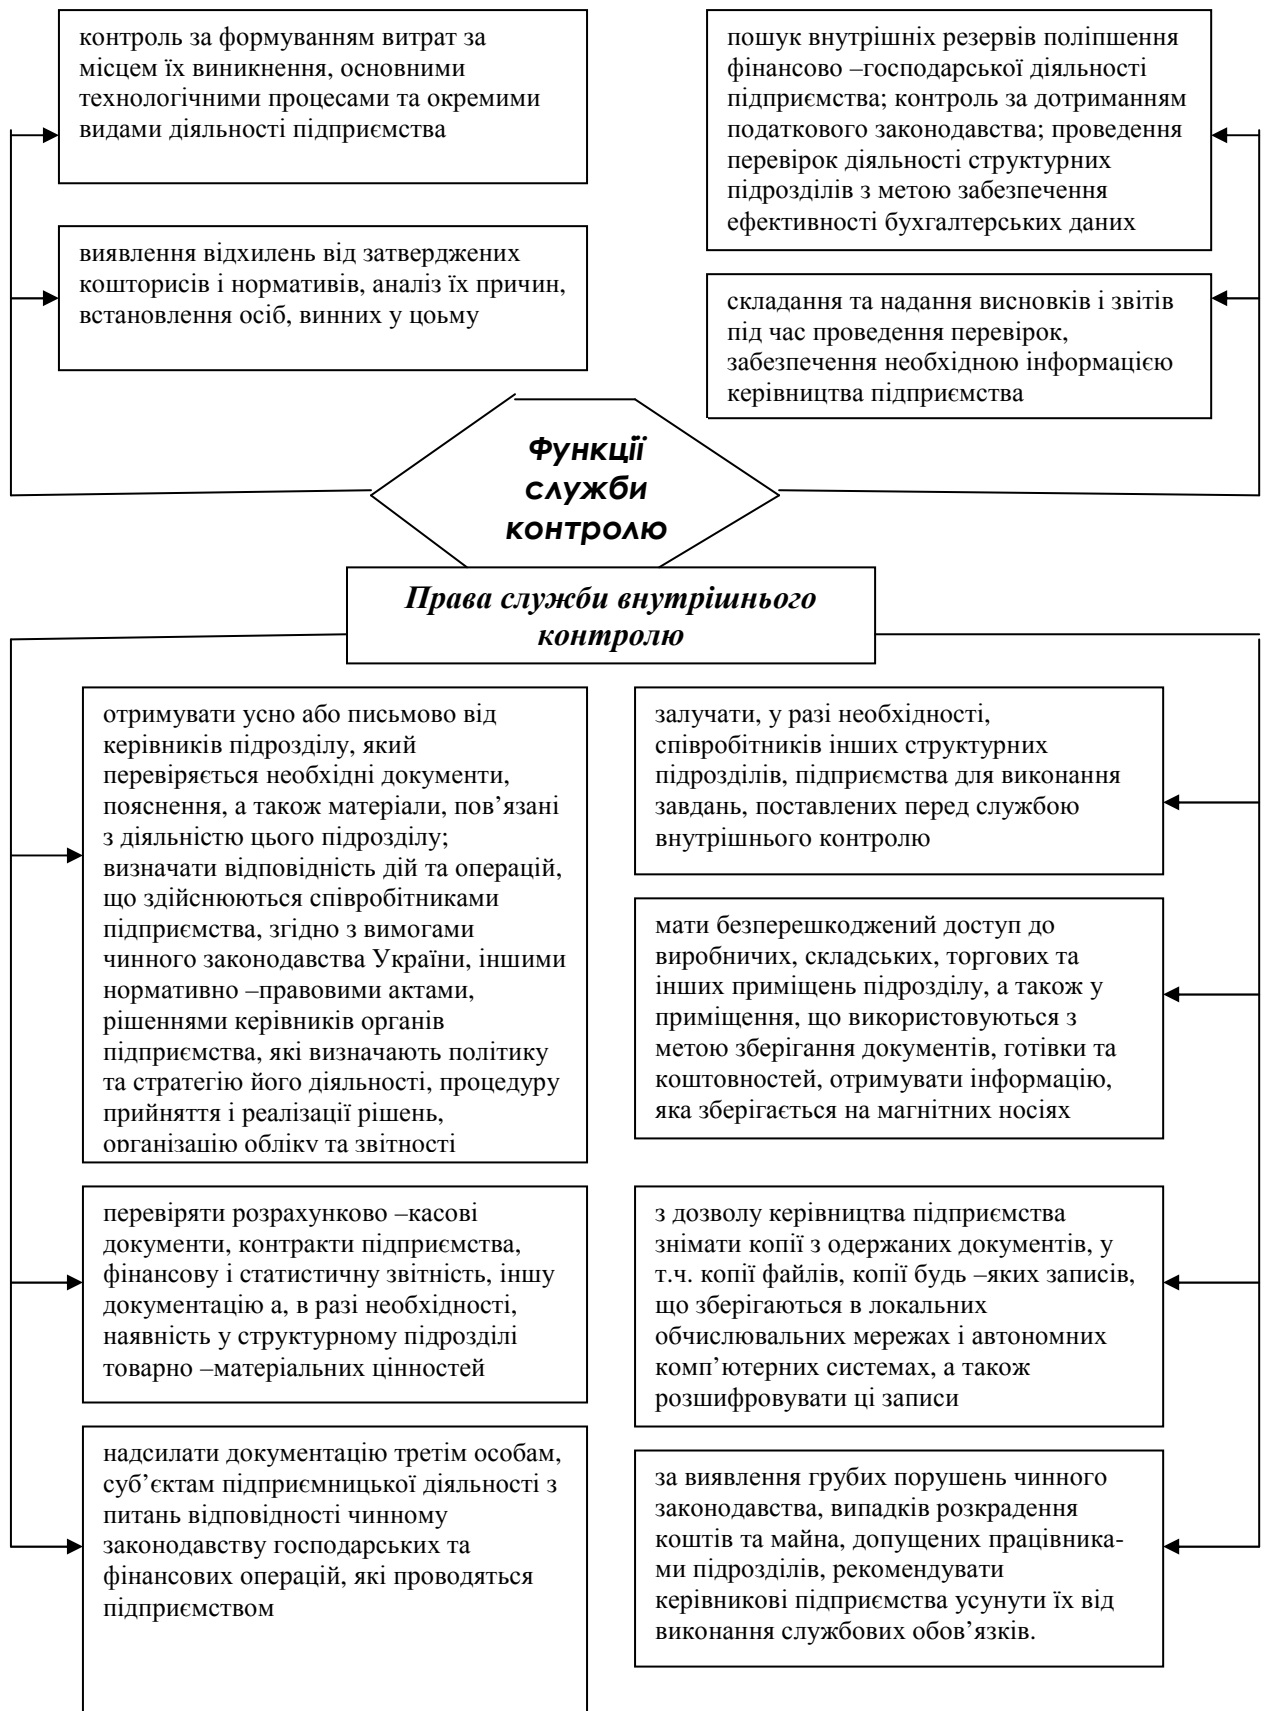 контроль за формуванням витрат за
місцем їх виникнення, основними
технологічними процесами та окремими
видами діяльності підприємства
виявлення відхилень від затверджених
кошторисів і нормативів, аналіз їх причин,
встановлення осіб, винних у цоьму
пошук внутрішніх резервів поліпшення
фінансово –господарської діяльності
підприємства; контроль за дотриманням
податкового законодавства; проведення
перевірок діяльності структурних
підрозділів з метою забезпечення
ефективності бухгалтерських даних
складання та надання висновків і звітів
під час проведення перевірок,
забезпечення необхідною інформацією
керівництва підприємства
Функції
служби
контролю
Права служби внутрішнього
контролю
отримувати усно або письмово від
керівників підрозділу, який
перевіряється необхідні документи,
пояснення, а також матеріали, пов’язані
з діяльністю цього підрозділу;
визначати відповідність дій та операцій,
що здійснюються співробітниками
підприємства, згідно з вимогами
чинного законодавства України, іншими
нормативно –правовими актами,
рішеннями керівників органів
підприємства, які визначають політику
та стратегію його діяльності, процедуру
прийняття і реалізації рішень,
організацію обліку та звітності
перевіряти розрахунково –касові
документи, контракти підприємства,
фінансову і статистичну звітність, іншу
документацію а, в разі необхідності,
наявність у структурному підрозділі
товарно –матеріальних цінностей
надсилати документацію третім особам,
суб’єктам підприємницької діяльності з
питань відповідності чинному
законодавству господарських та
фінансових операцій, які проводяться
підприємством
залучати, у разі необхідності,
співробітників інших структурних
підрозділів, підприємства для виконання
завдань, поставлених перед службою
внутрішнього контролю
мати безперешкоджений доступ до
виробничих, складських, торгових та
інших приміщень підрозділу, а також у
приміщення, що використовуються з
метою зберігання документів, готівки та
коштовностей, отримувати інформацію,
яка зберігається на магнітних носіях
з дозволу керівництва підприємства
знімати копії з одержаних документів, у
т.ч. копії файлів, копії будь –яких записів,
що зберігаються в локальних
обчислювальних мережах і автономних
комп’ютерних системах, а також
розшифровувати ці записи
за виявлення грубих порушень чинного
законодавства, випадків розкрадення
коштів та майна, допущених працівника-
ми підрозділів, рекомендувати
керівникові підприємства усунути їх від
виконання службових обов’язків.